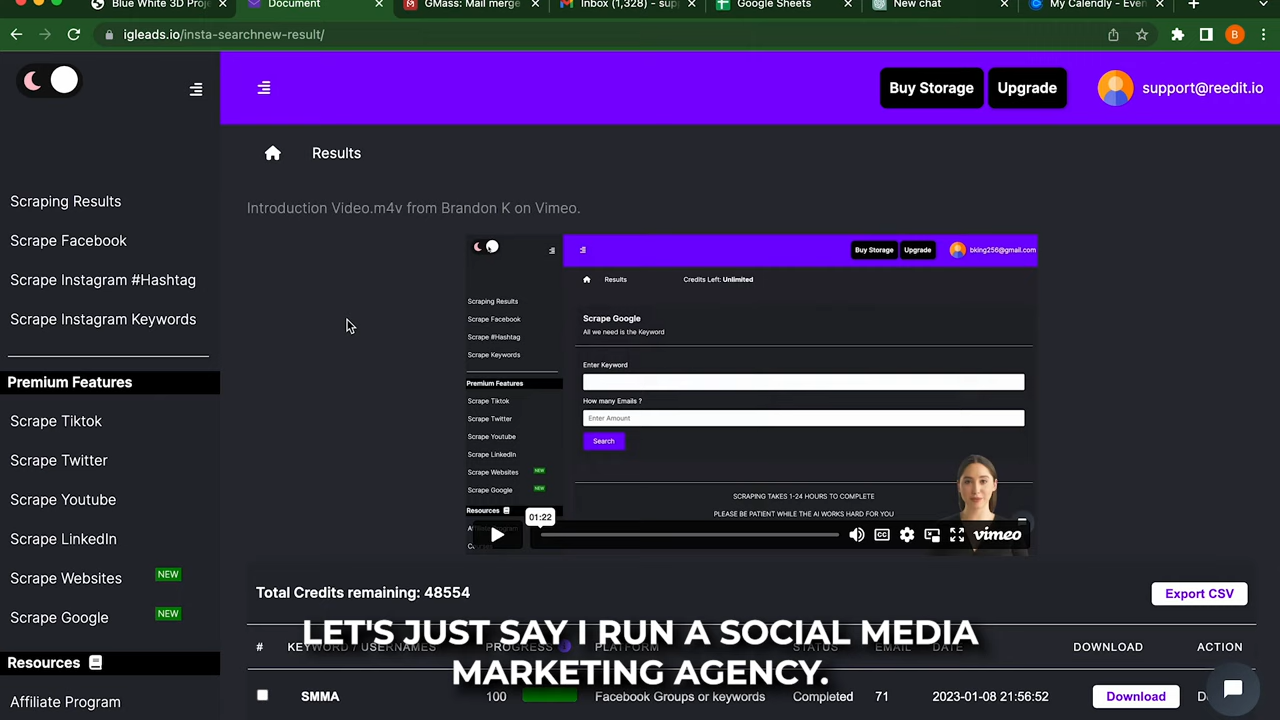 Blue White 3D Proj
Document
GMass: Mail merge
Inbox (1,328) - sup
Google Sheets
New chat
My Calendly - Even
igleads.io/insta-searchnew-result/
B
Buy Storage
Upgrade
support@reedit.io
Results
Introduction Video.m4v from Brandon K on Vimeo.
Scraping Results
Scrape Facebook
Scrape Instagram #Hashtag
Scrape Instagram Keywords
Premium Features
Scrape Tiktok
Scrape Twitter
Scrape Youtube
Scrape LinkedIn
Scrape Websites NEW
Scrape Google NEW
Resources
Affiliate Program
Buy Storage
Upgrade
bking256@gmail.com
Results
Credits Left: Unlimited
Scraping Results
Scrape Facebook
Scrape #Hashtag
Scrape Keywords
Premium Features
Scrape Tiktok
Scrape Twitter
Scrape Youtube
Scrape LinkedIn
Scrape Websites NEW
Scrape Google NEW
Resources
Scrape Google
All we need is the Keyword
Enter Keyword
How many Emails ?
Enter Amount
Search
SCRAPING TAKES 1-24 HOURS TO COMPLETE
PLEASE BE PATIENT WHILE THE AI WORKS HARD FOR YOU
01:22
CC
vimeo
Total Credits remaining: 48554
Export CSV
# KEYWORD / USERNAMES PROGRESS PLATFORM STATUS EMAIL DATE DOWNLOAD ACTION
SMMA 100 Facebook Groups or keywords Completed 71 2023-01-08 21:56:52 Download
LET'S JUST SAY I RUN A SOCIAL MEDIA
MARKETING AGENCY.